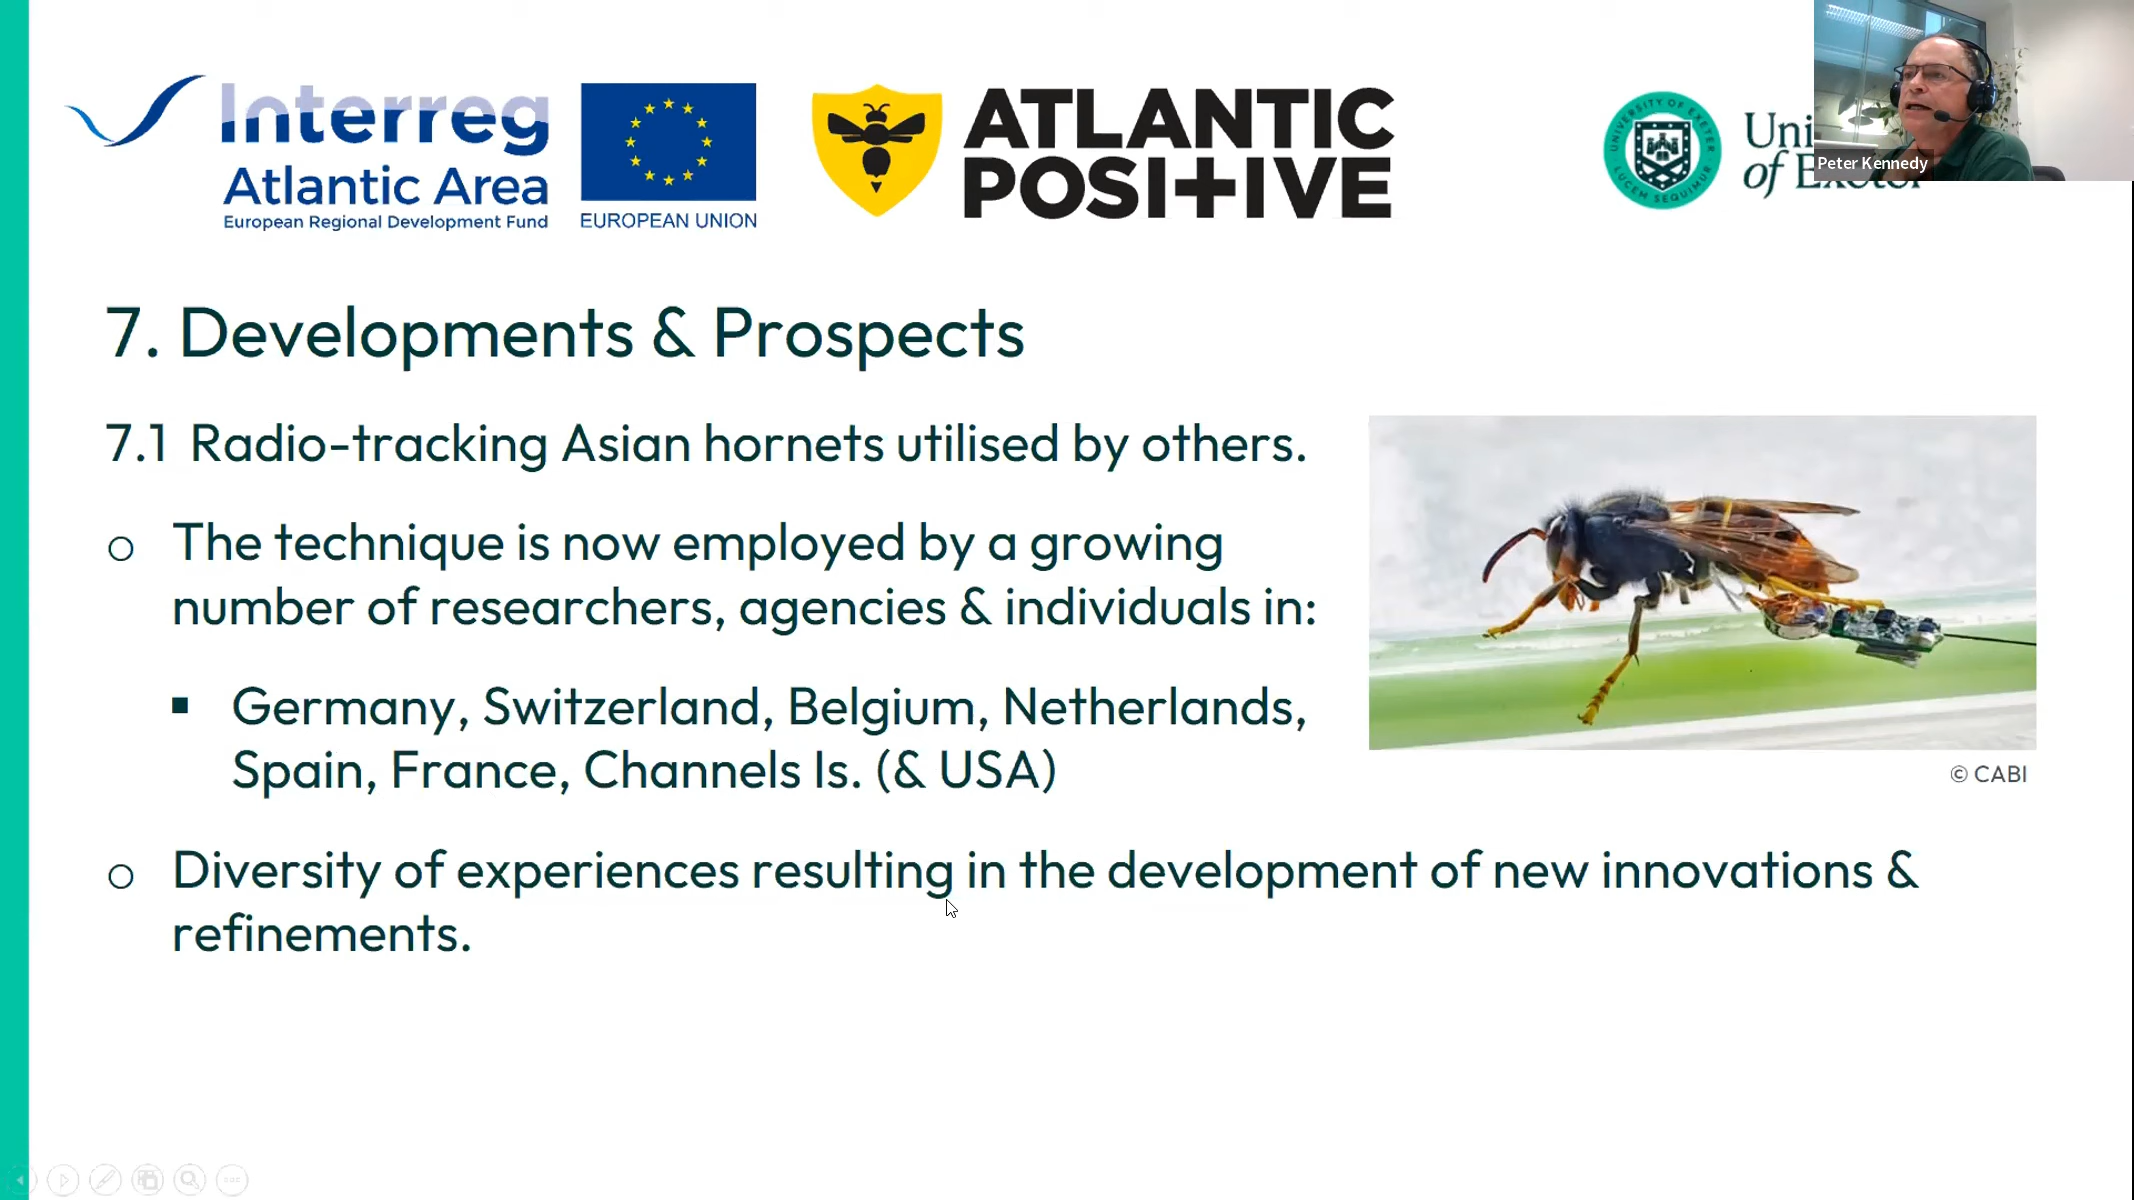 Interreg
Atlantic Area
European Regional Development Fund
EUROPEAN UNION
ATLANTIC
POSITIVE
UNIVERSITY OF EXETER
LUCEM SEQUIMUR
Uni
of Exeter
Peter Kennedy
7. Developments & Prospects
7.1 Radio-tracking Asian hornets utilised by others.
○ The technique is now employed by a growing
number of researchers, agencies & individuals in:
▪ Germany, Switzerland, Belgium, Netherlands,
Spain, France, Channels Is. (& USA)
© CABI
○ Diversity of experiences resulting in the development of new innovations &
refinements.